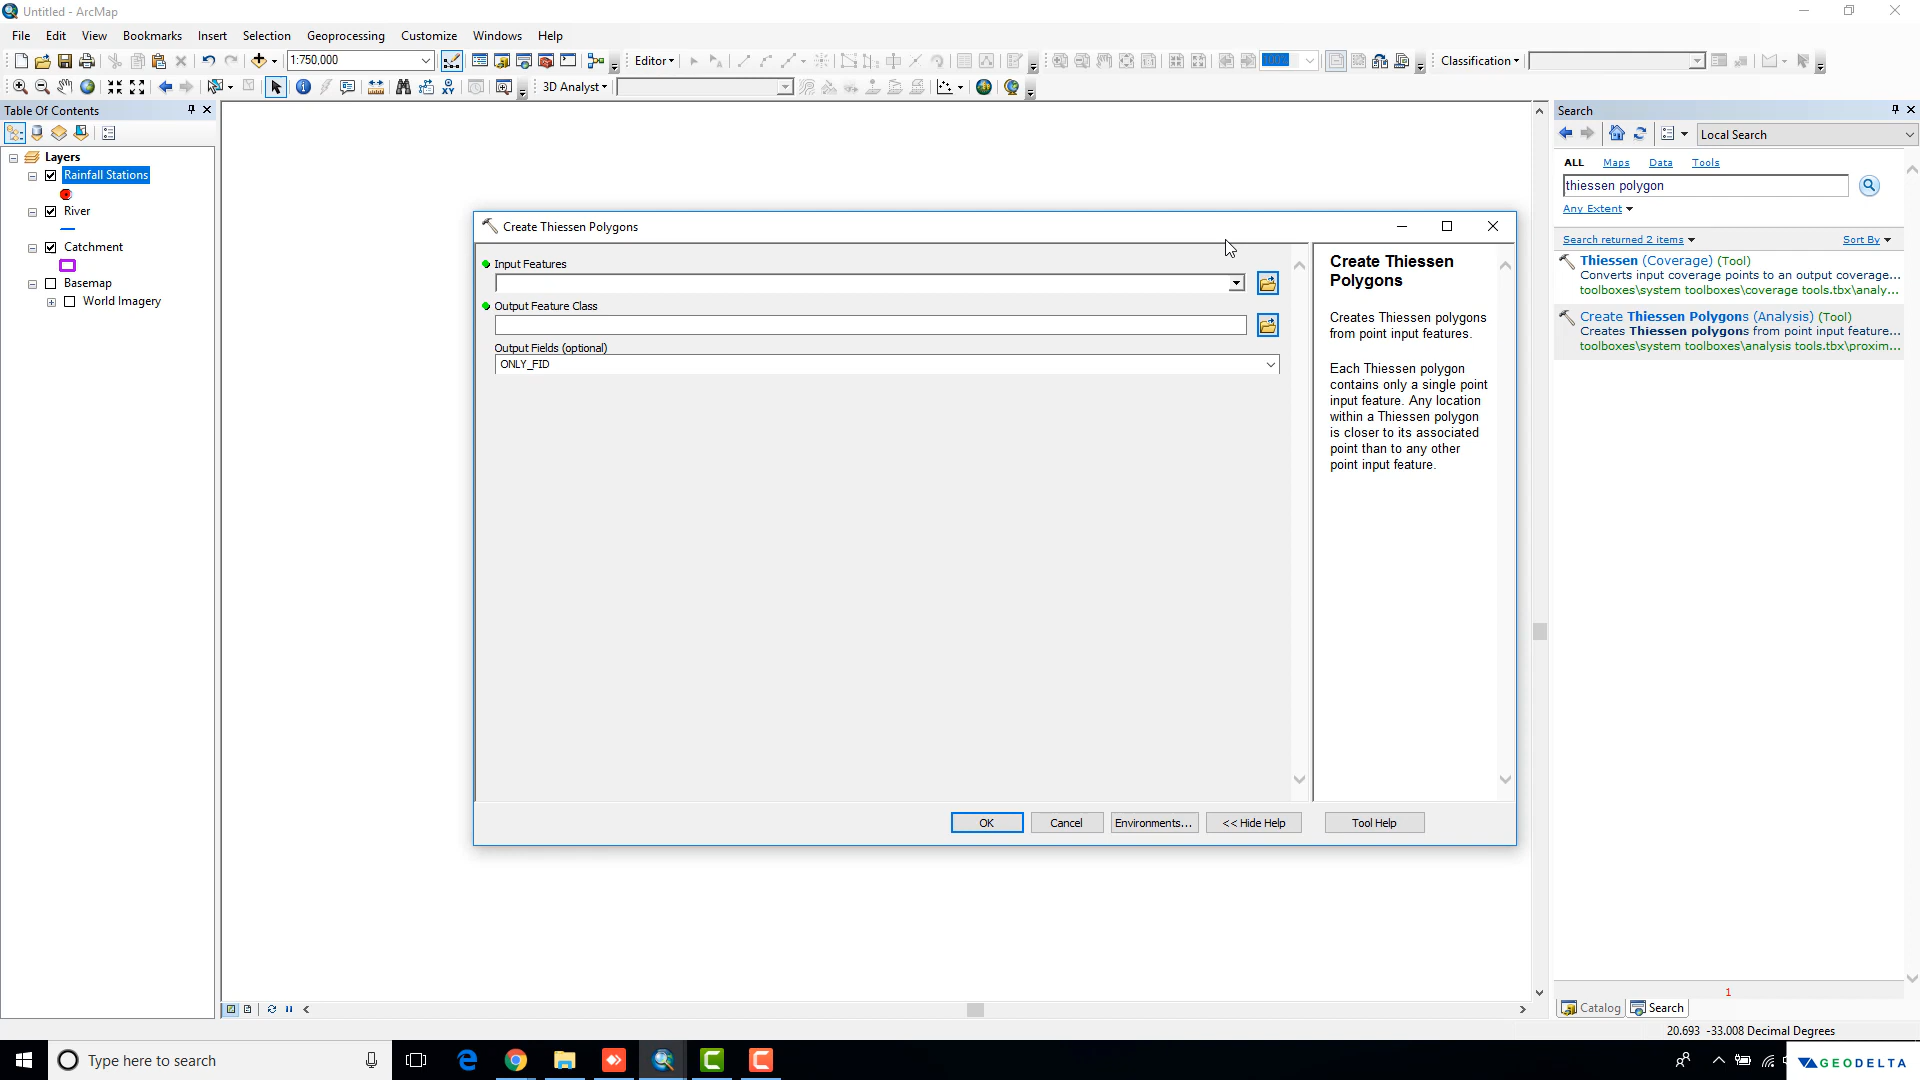 Untitled - ArcMap
File Edit View Bookmarks Insert Selection Geoprocessing Customize Windows Help
1:750,000
Editor
100%
Classification
3D Analyst
Table Of Contents
Layers
Rainfall Stations
River
Catchment
Basemap
World Imagery
Create Thiessen Polygons
Input Features
Output Feature Class
Output Fields (optional)
ONLY_FID
Create Thiessen
Polygons
Creates Thiessen polygons
from point input features.
Each Thiessen polygon
contains only a single point
input feature. Any location
within a Thiessen polygon
is closer to its associated
point than to any other
point input feature.
OK Cancel Environments... << Hide Help Tool Help
Search
Local Search
ALL Maps Data Tools
thiessen polygon
Any Extent
Search returned 2 items Sort By
Thiessen (Coverage) (Tool)
Converts input coverage points to an output coverage...
toolboxes\system toolboxes\coverage tools.tbx\analy...
Create Thiessen Polygons (Analysis) (Tool)
Creates Thiessen polygons from point input feature...
toolboxes\system toolboxes\analysis tools.tbx\proxim...
1
Catalog Search
20.693 -33.008 Decimal Degrees
Type here to search
GEODELTA